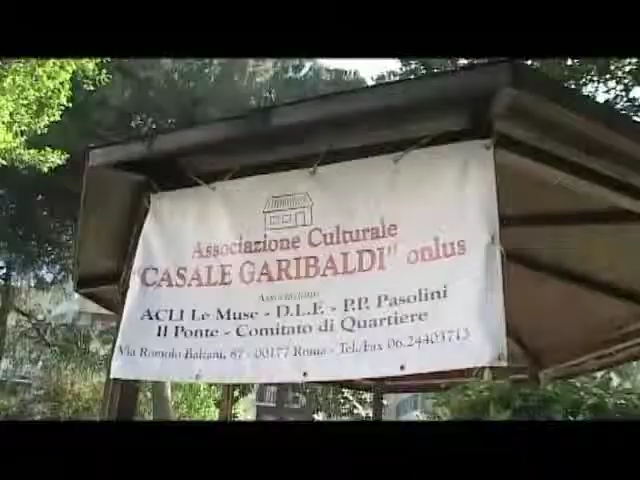 Associazione Culturale
"CASALE GARIBALDI" onlus
Associazioni:
ACLI Le Muse - D.L.F. - P.P. Pasolini
Il Ponte - Comitato di Quartiere
Via Romolo Balzani, 87 - 00177 Roma - Tel./Fax 06.24403713